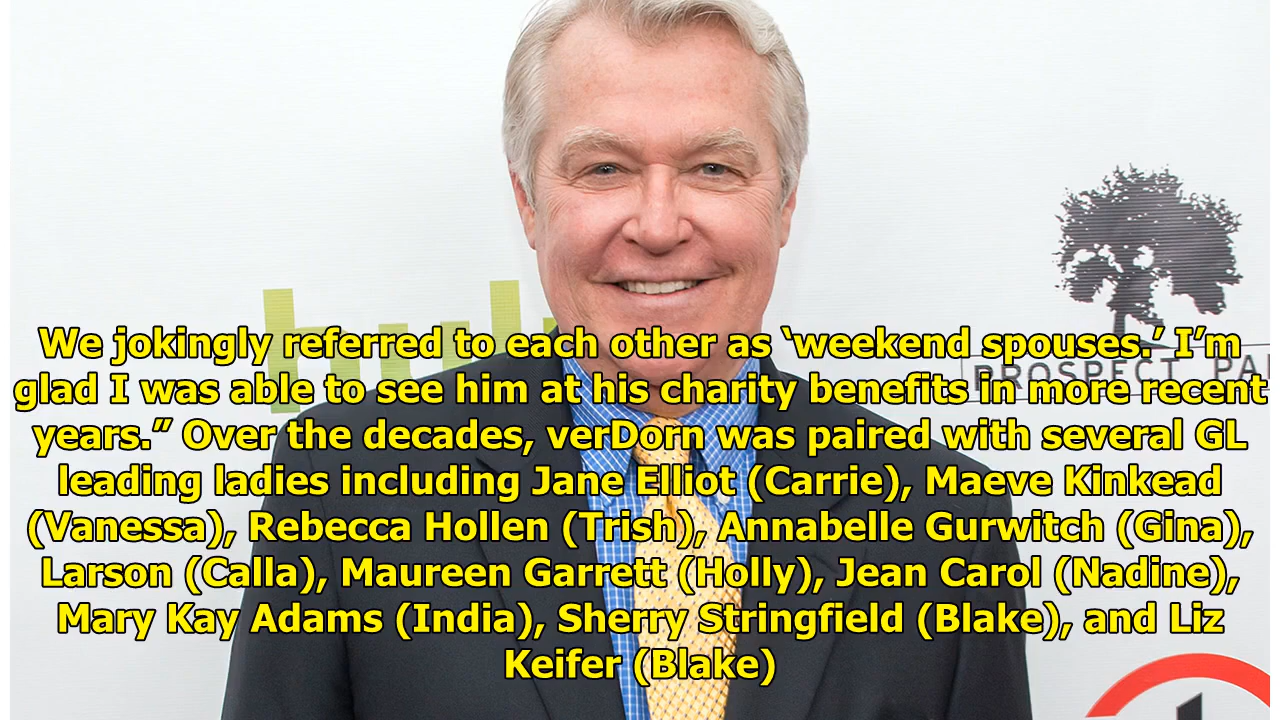 We jokingly referred to each other as ‘weekend spouses.’ I’m
glad I was able to see him at his charity benefits in more recent
years.” Over the decades, verDorn was paired with several GL
leading ladies including Jane Elliot (Carrie), Maeve Kinkead
(Vanessa), Rebecca Hollen (Trish), Annabelle Gurwitch (Gina),
Larson (Calla), Maureen Garrett (Holly), Jean Carol (Nadine),
Mary Kay Adams (India), Sherry Stringfield (Blake), and Liz
Keifer (Blake)
PROSPECT PA